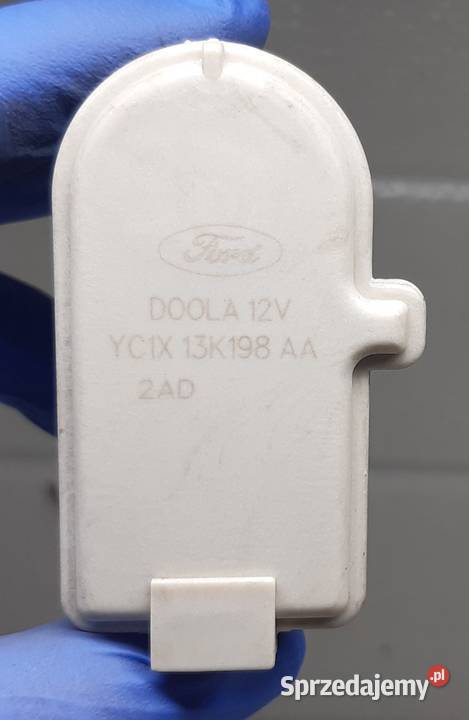 Ford
DOOLA 12V
YC1X 13K198 AA
2AD
Sprzedajemy.pl